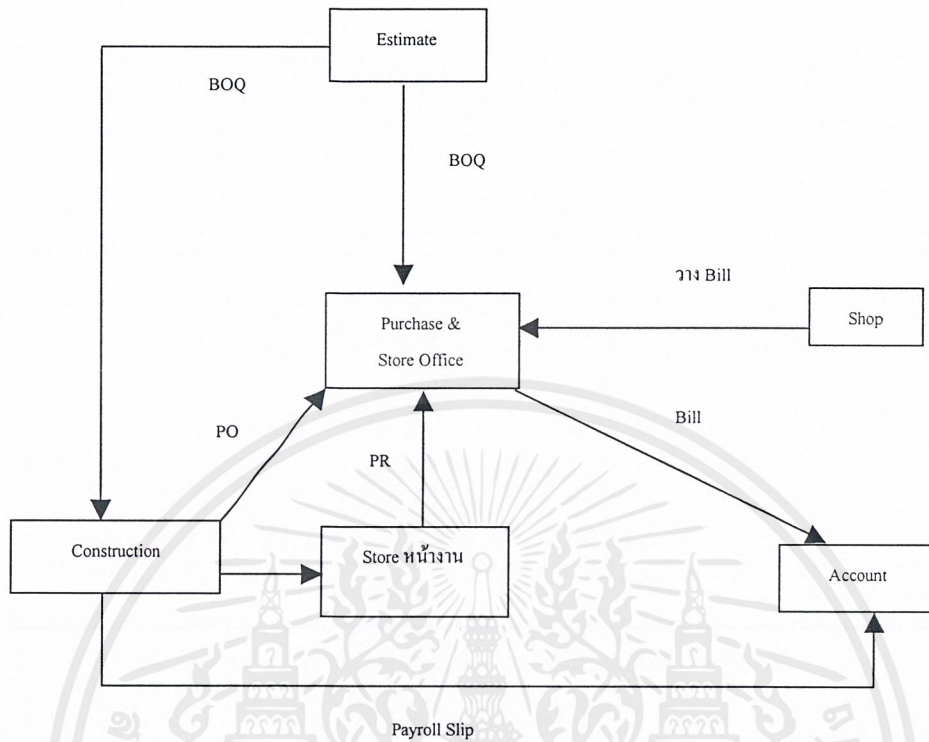 Estimate
BOQ
BOQ
วาง Bill
Purchase &
Store Office
Shop
PO
Bill
PR
Construction
Store หน้างาน
Account
Payroll Slip